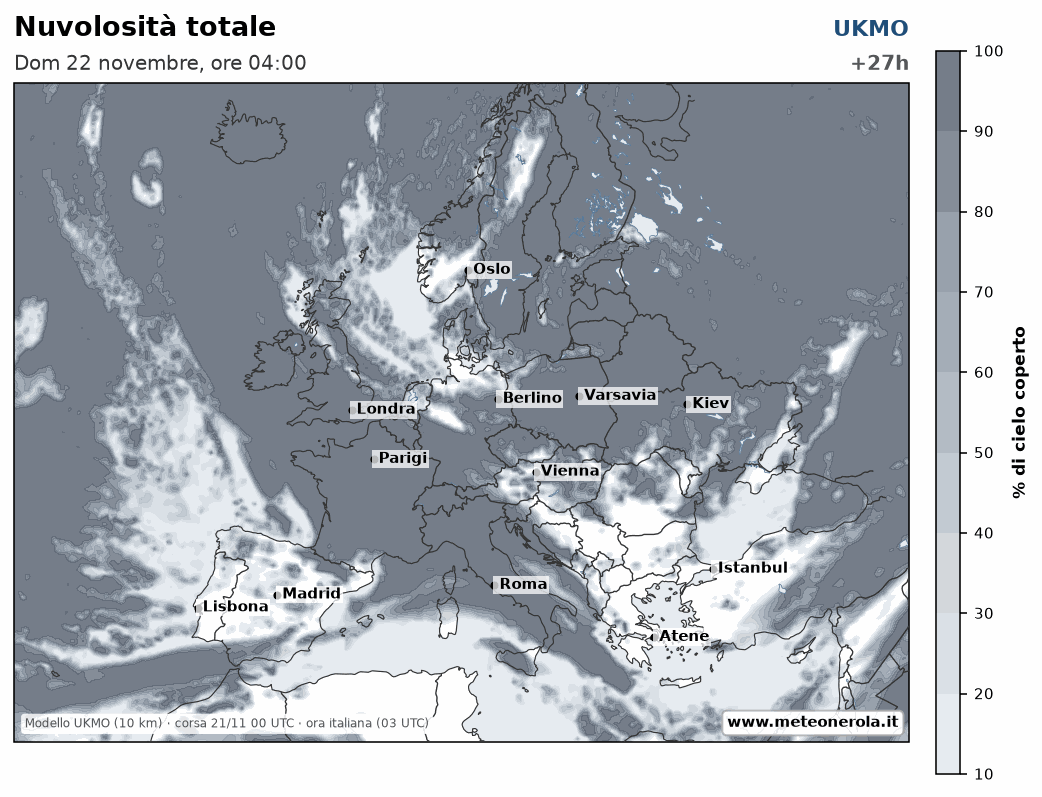 Nuvolosità totale
UKMO
Dom 22 novembre, ore 04:00
+27h
100
90
80
70
60
50
40
30
20
10
% di cielo coperto
Oslo
Londra
Berlino
Varsavia
Kiev
Parigi
Vienna
Istanbul
Roma
Madrid
Lisbona
Atene
Modello UKMO (10 km) · corsa 21/11 00 UTC · ora italiana (03 UTC)
www.meteonerola.it